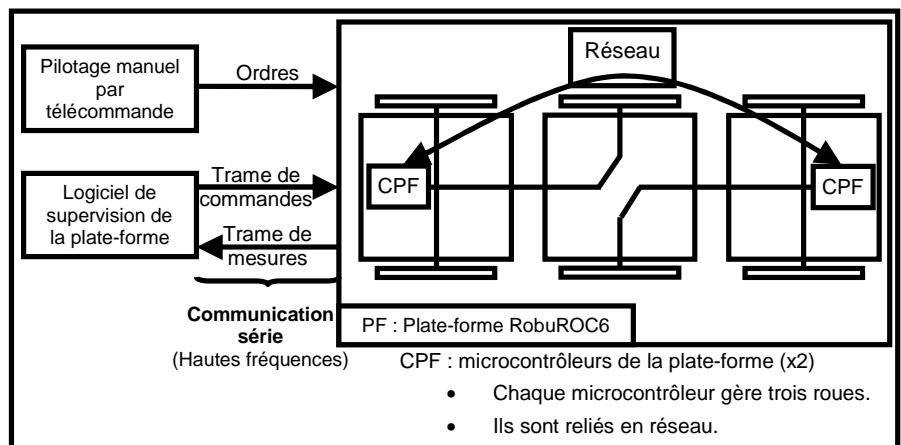 Pilotage manuel
par
télécommande
Ordres
Réseau
Logiciel de
supervision de
la plate-forme
Trame de
commandes
Trame de
mesures
CPF
CPF
Communication
série
(Hautes fréquences)
PF : Plate-forme RobuROC6
CPF : microcontrôleurs de la plate-forme (x2)
• Chaque microcontrôleur gère trois roues.
• Ils sont reliés en réseau.